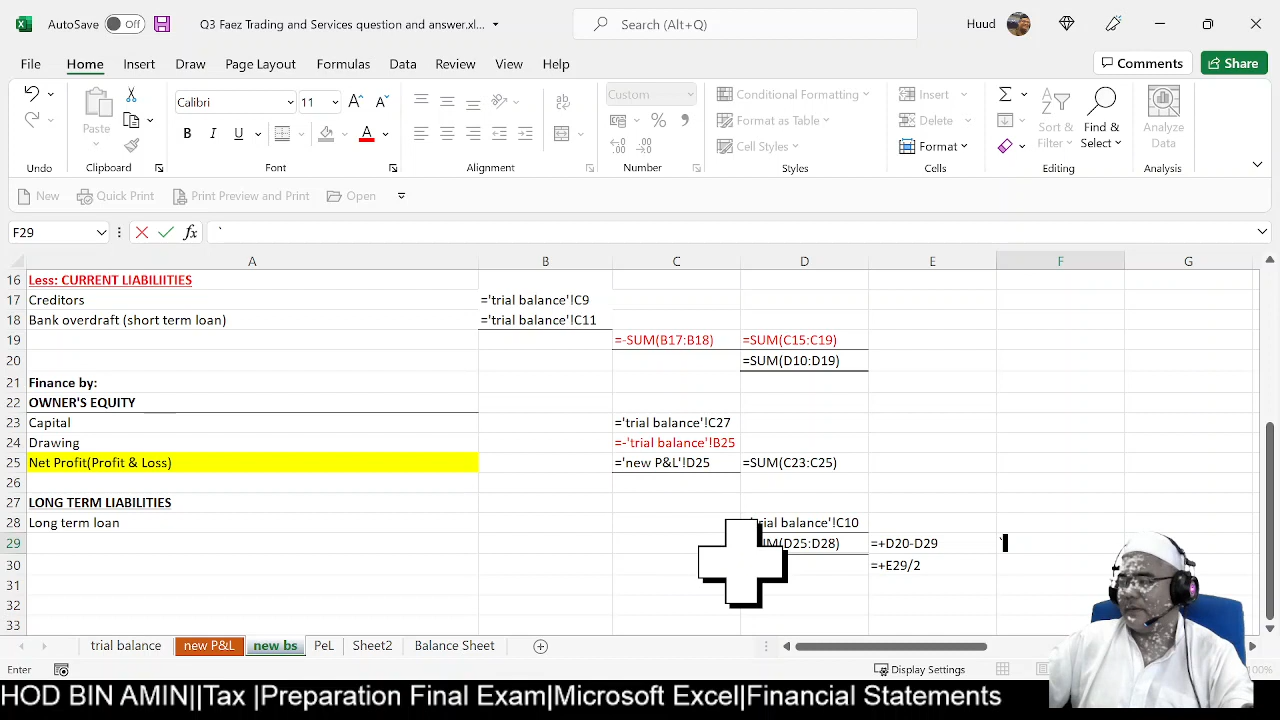 AutoSave Off Q3 Faez Trading and Services question and answer.xl... Search (Alt+Q) Huud
File Home Insert Draw Page Layout Formulas Data Review View Help Comments Share
Calibri 11 Custom Conditional Formatting Insert
Paste B I U Format as Table Delete Sort & Filter Find & Select Analyze Data
Cell Styles Format
Undo Clipboard Font Alignment Number Styles Cells Editing Analysis
New Quick Print Print Preview and Print Open
F29 fx `
A B C D E F G
16 Less: CURRENT LIABILIITIES
17 Creditors ='trial balance'!C9
18 Bank overdraft (short term loan) ='trial balance'!C11
19 =-SUM(B17:B18) =SUM(C15:C19)
20 =SUM(D10:D19)
21 Finance by:
22 OWNER'S EQUITY
23 Capital ='trial balance'!C27
24 Drawing =-'trial balance'!B25
25 Net Profit(Profit & Loss) ='new P&L'!D25 =SUM(C23:C25)
26
27 LONG TERM LIABILITIES
28 Long term loan balance'!C10
29 (D25:D28) =+D20-D29 `
30 =+E29/2
31
32
33
trial balance new P&L new bs PeL Sheet2 Balance Sheet
Enter Display Settings 100%
HOD BIN AMIN||Tax |Preparation Final Exam|Microsoft Excel|Financial Statements